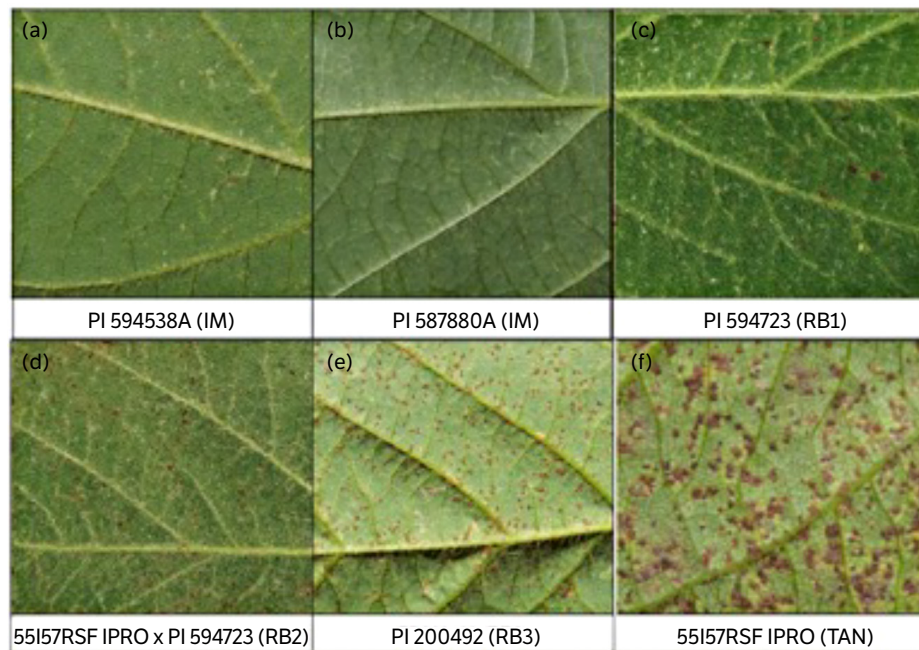 (a) (b) (c)
PI 594538A (IM) PI 587880A (IM) PI 594723 (RB1)
(d) (e) (f)
55I57RSF IPRO x PI 594723 (RB2) PI 200492 (RB3) 55I57RSF IPRO (TAN)